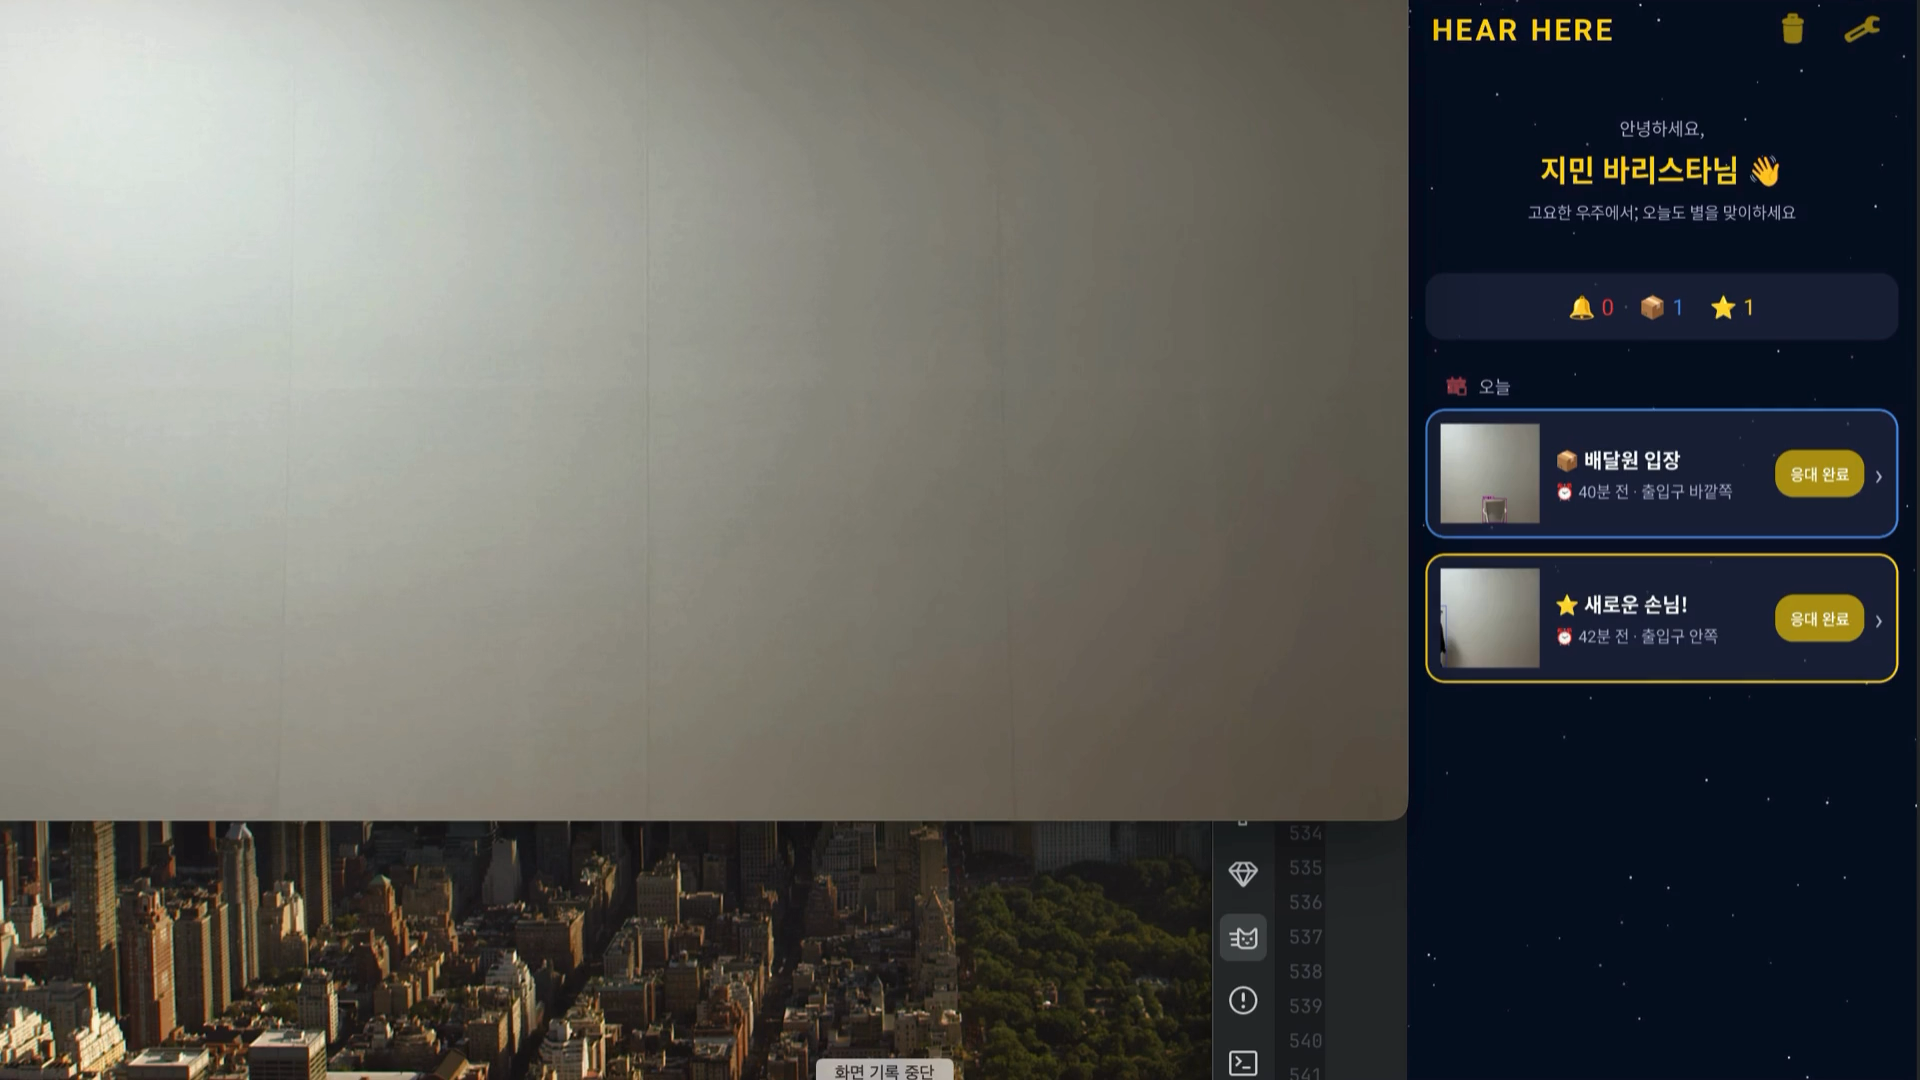 HEAR HERE
안녕하세요,
지민 바리스타님 👋
고요한 우주에서, 오늘도 별을 맞이하세요
🔔 0 · 📦 1 ⭐ 1
오늘
📦 배달원 입장
⏰ 40분 전 · 출입구 바깥쪽
응대 완료 ›
⭐ 새로운 손님!
⏰ 42분 전 · 출입구 안쪽
응대 완료 ›
534
535
536
537
538
539
540
541
화면 기록 중단